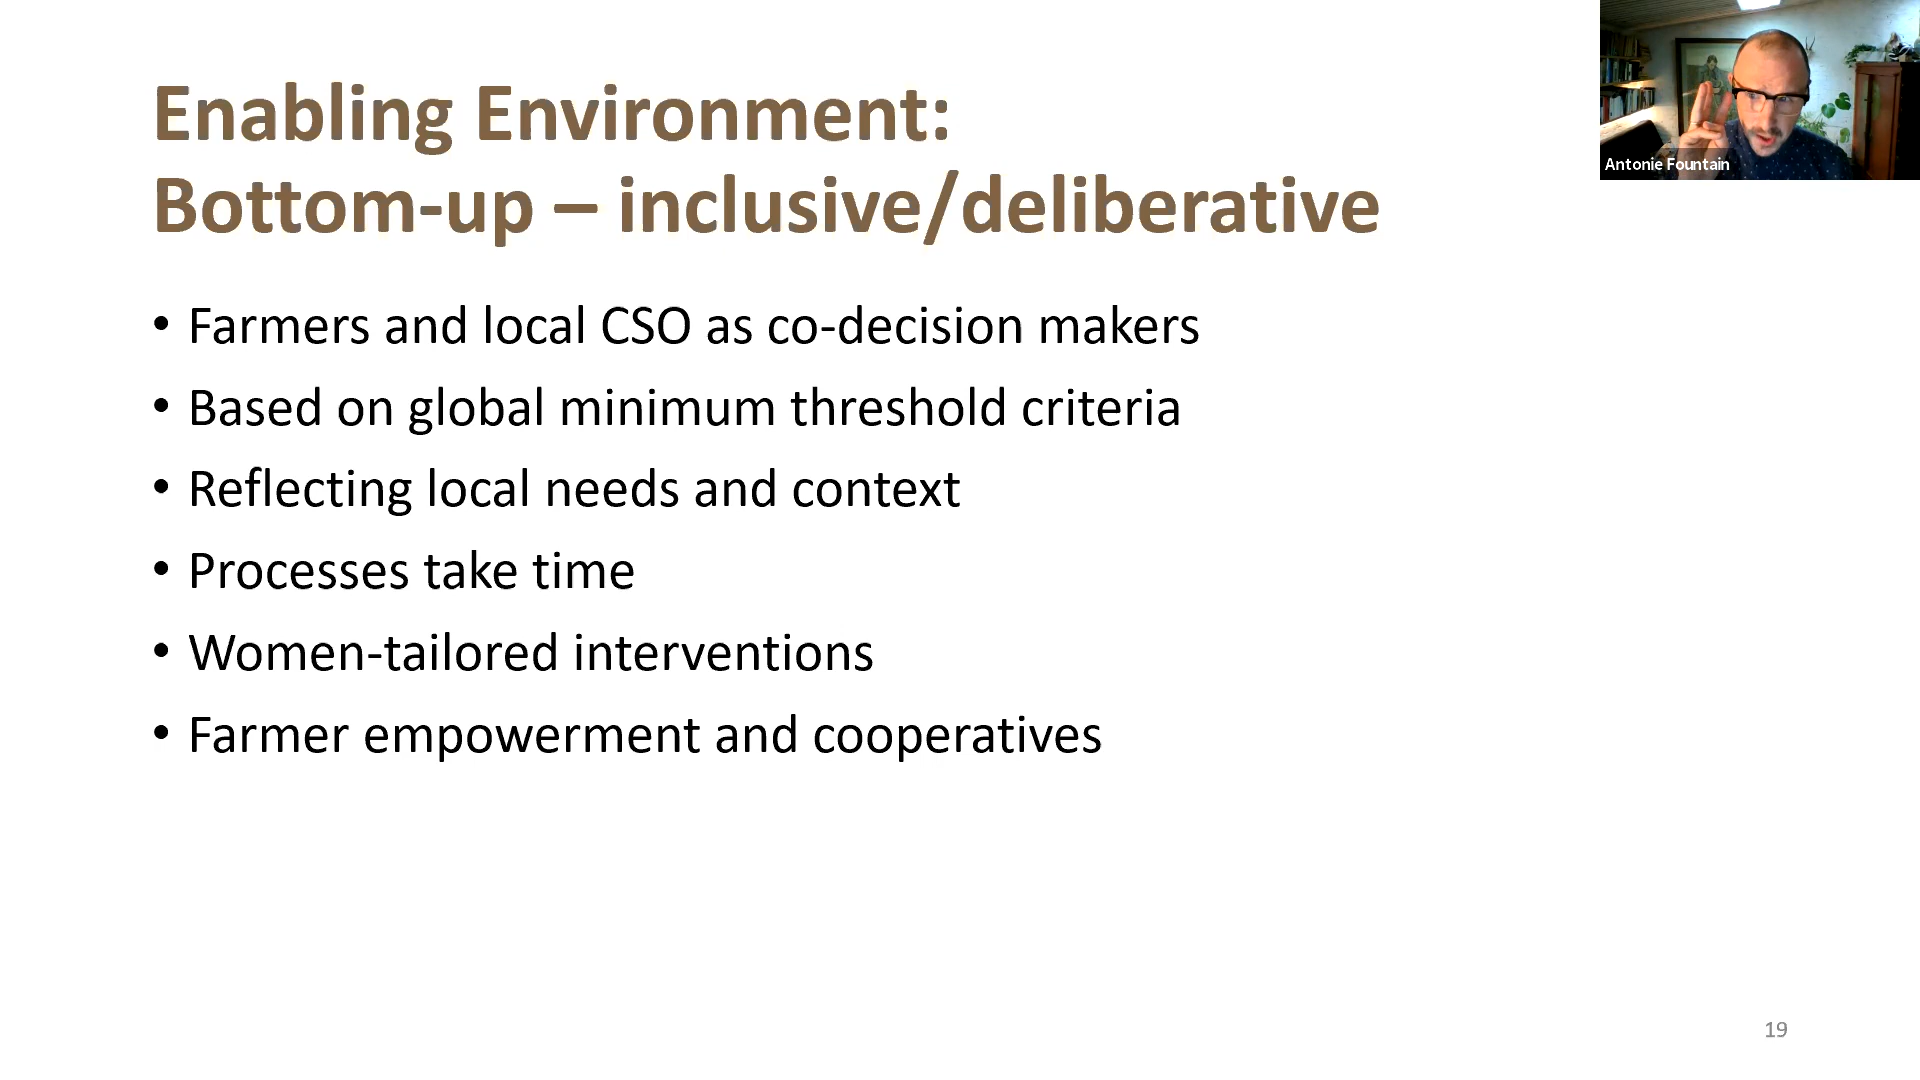 Enabling Environment:
Bottom-up – inclusive/deliberative
• Farmers and local CSO as co-decision makers
• Based on global minimum threshold criteria
• Reflecting local needs and context
• Processes take time
• Women-tailored interventions
• Farmer empowerment and cooperatives
Antonie Fountain
19